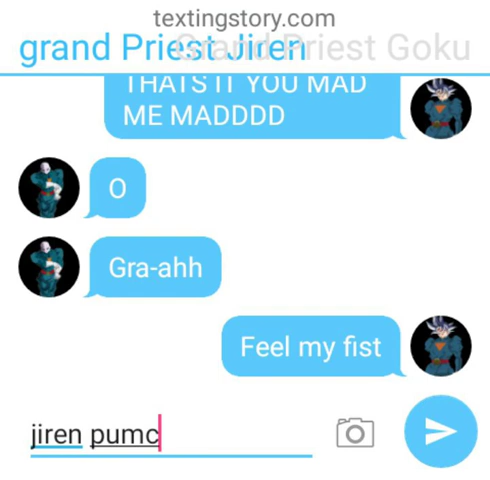 textingstory.com
grand Priest Jiren
Grand Priest Goku
THATS IT YOU MAD
ME MADDDD
O
Gra-ahh
Feel my fist
jiren pumc